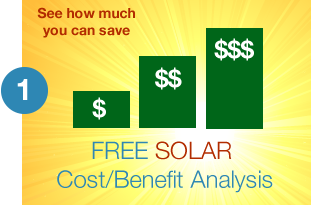 See how much
you can save
1
$
$$
$$$
FREE SOLAR
Cost/Benefit Analysis